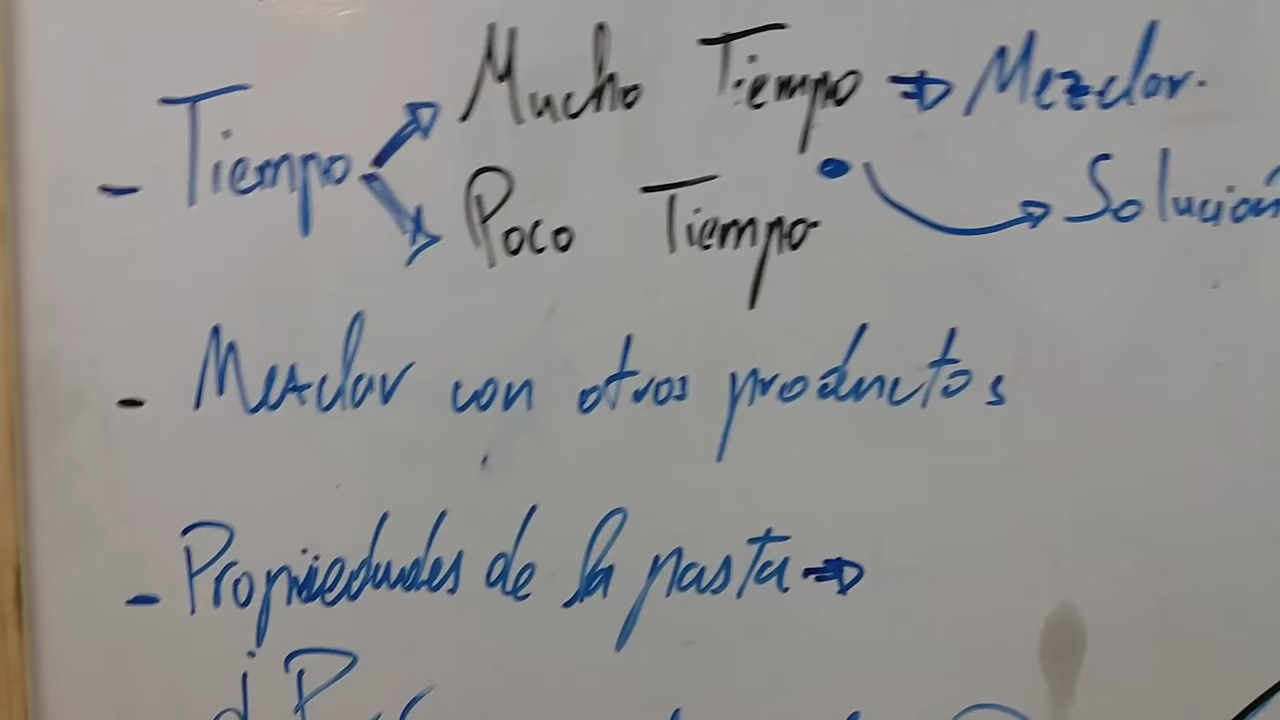 Mucho Tiempo ⇒ Mezclar.
- Tiempo
Poco Tiempo → Solución
- Mezclar con otros productos
- Propiedades de la pasta ⇒